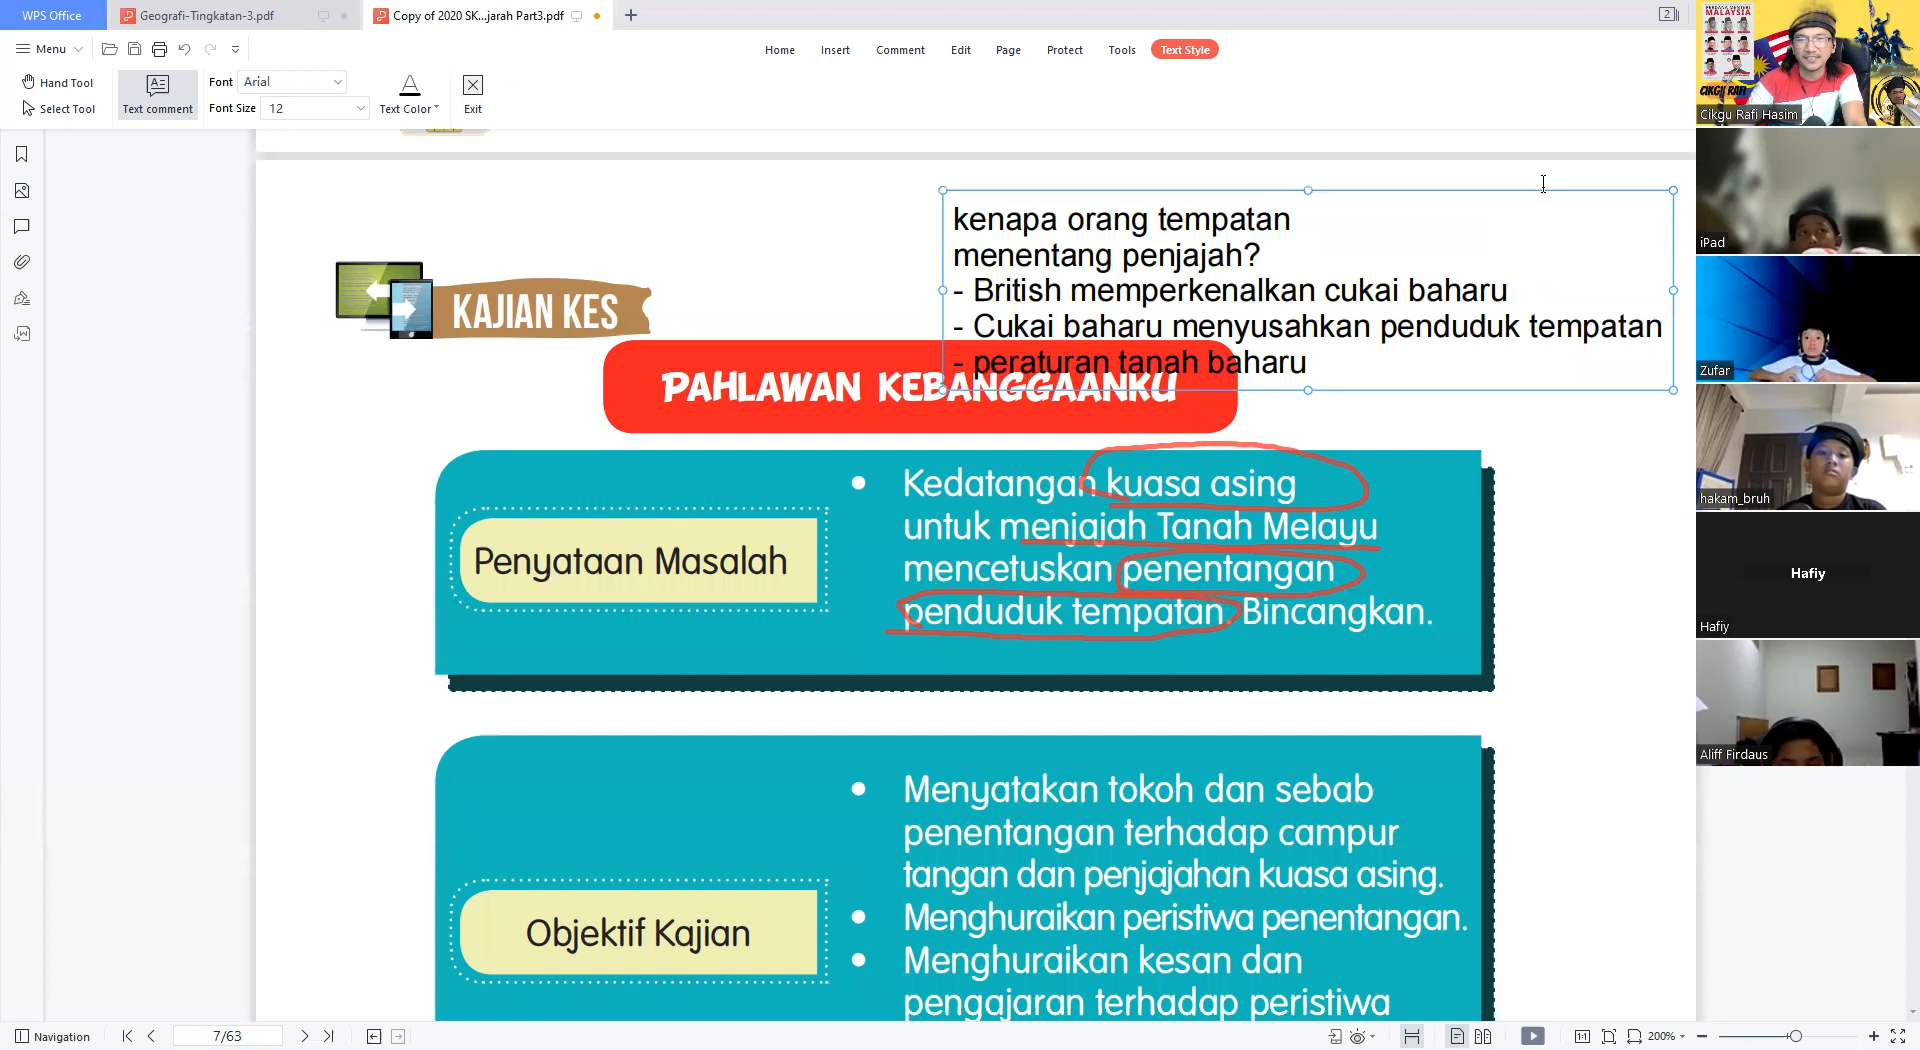 WPS Office
Geografi-Tingkatan-3.pdf
Copy of 2020 SK...jarah Part3.pdf
Menu
Home
Insert
Comment
Edit
Page
Protect
Tools
Text Style
Hand Tool
Select Tool
Text comment
Font Arial
Font Size 12
Text Color
Exit
kenapa orang tempatan
menentang penjajah?
- British memperkenalkan cukai baharu
- Cukai baharu menyusahkan penduduk tempatan
- peraturan tanah baharu
KAJIAN KES
PAHLAWAN KEBANGGAANKU
Penyataan Masalah
• Kedatangan kuasa asing
untuk menjajah Tanah Melayu
mencetuskan penentangan
penduduk tempatan. Bincangkan.
Objektif Kajian
• Menyatakan tokoh dan sebab
penentangan terhadap campur
tangan dan penjajahan kuasa asing.
• Menghuraikan peristiwa penentangan.
• Menghuraikan kesan dan
pengajaran terhadap peristiwa
MALAYSIA
CIKGU RAFI
Cikgu Rafi Hasim
iPad
Zufar
hakam_bruh
Hafiy
Hafiy
Aliff Firdaus
Navigation
7/63
200%